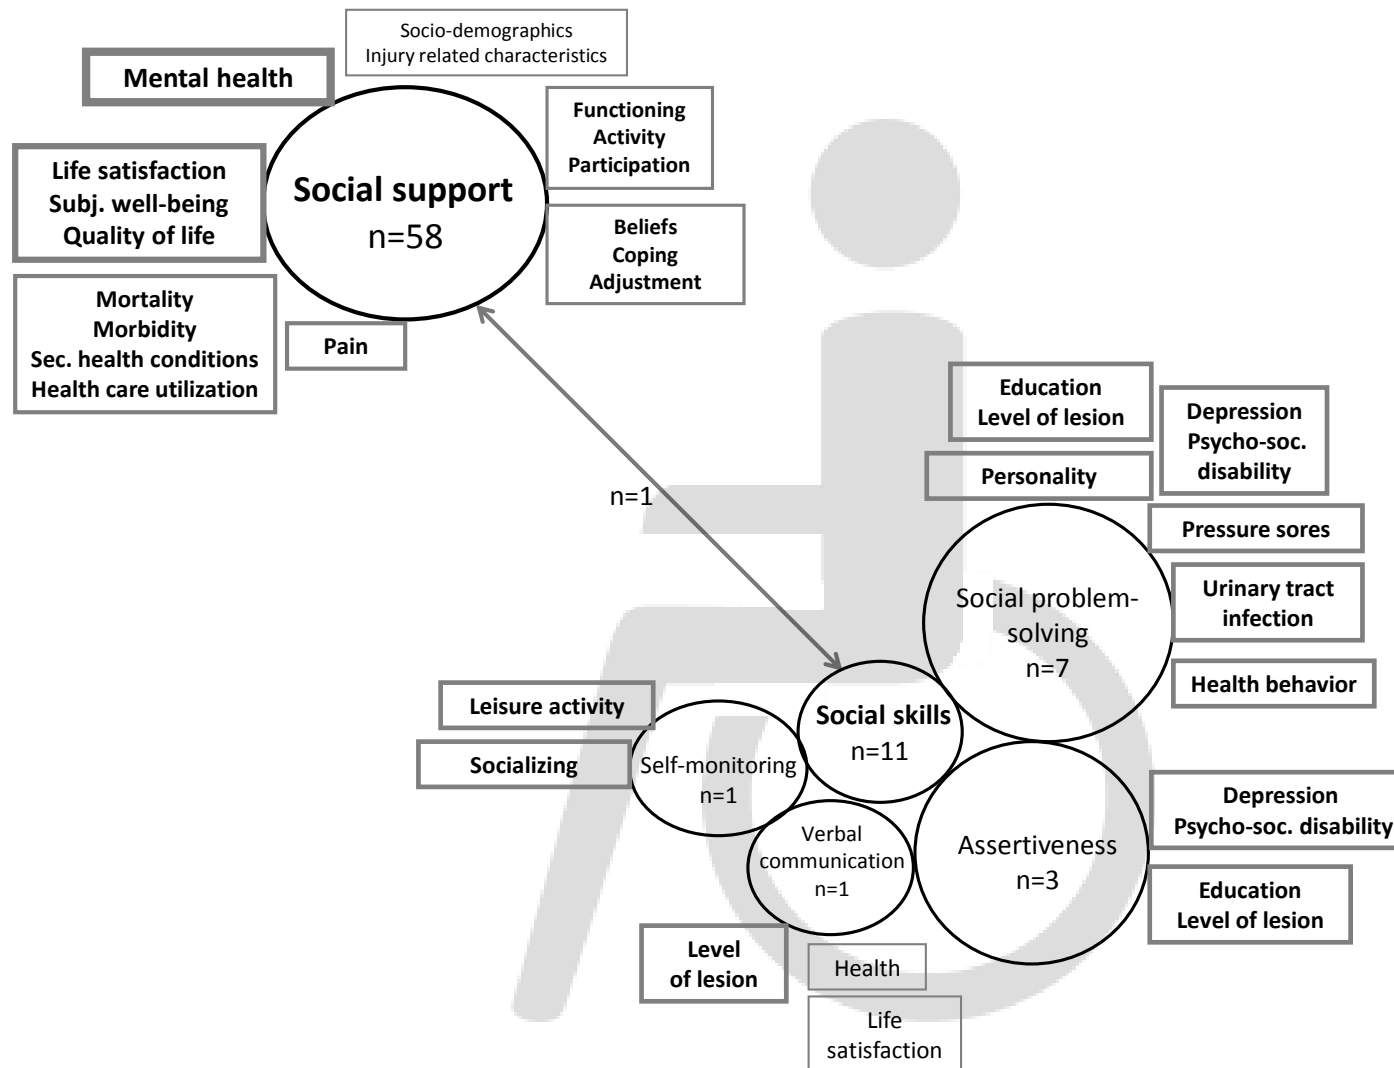 Socio-demographics
Injury related characteristics
Mental health
Functioning
Activity
Participation
Life satisfaction
Subj. well-being
Quality of life
Social support
n=58
Beliefs
Coping
Adjustment
Mortality
Morbidity
Sec. health conditions
Health care utilization
Pain
n=1
Education
Level of lesion
Depression
Psycho-soc.
disability
Personality
Pressure sores
Social problem-
solving
n=7
Urinary tract
infection
Health behavior
Social skills
n=11
Leisure activity
Socializing
Self-monitoring
n=1
Verbal
communication
n=1
Assertiveness
n=3
Depression
Psycho-soc. disability
Education
Level of lesion
Level
of lesion
Health
Life
satisfaction